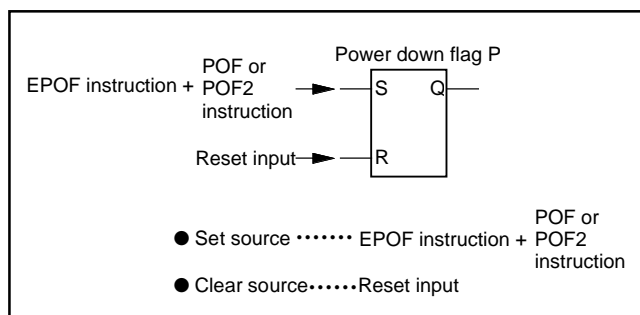 Power down flag P
EPOF instruction + POF or
POF2
instruction
S
Q
Reset input
R
● Set source ······· EPOF instruction + POF or
POF2
instruction
● Clear source ······ Reset input